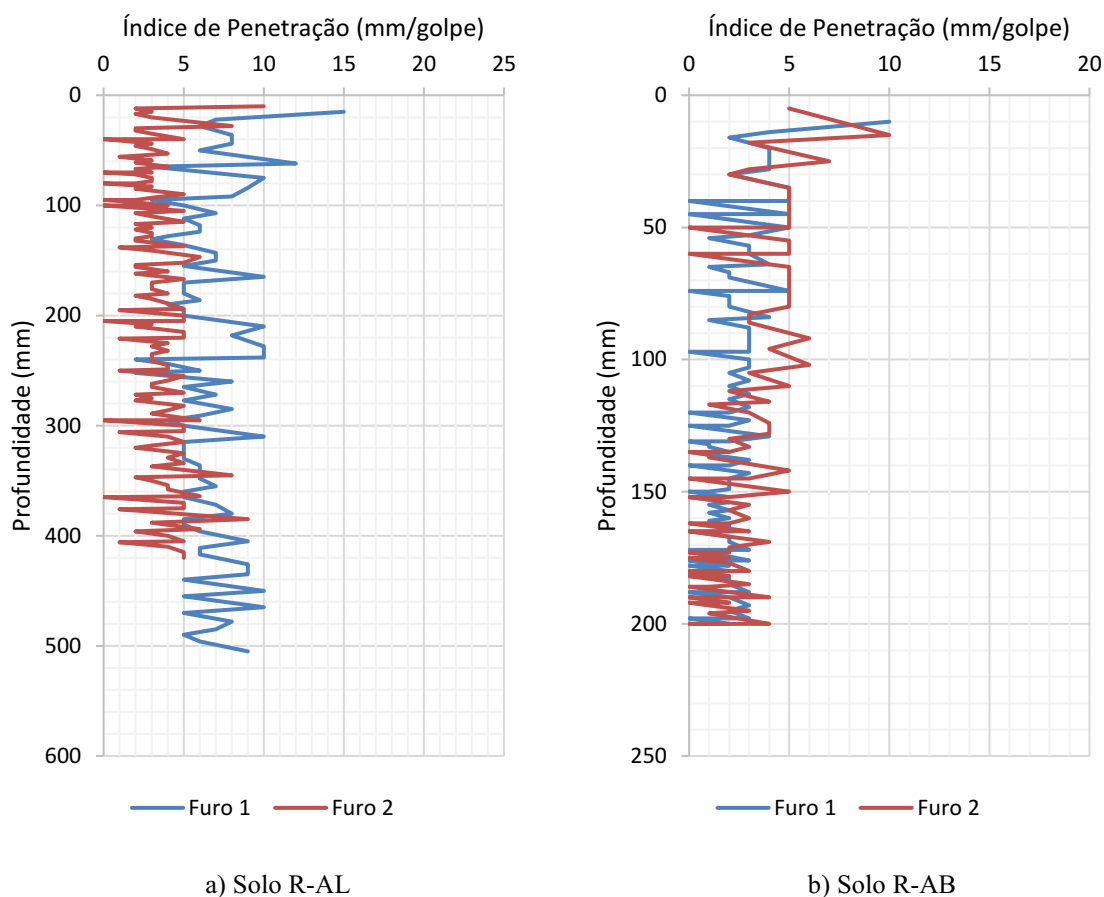 Índice de Penetração (mm/golpe)
0 5 10 15 20 25
0
100
200
300
400
500
600
Profundidade (mm)
Furo 1 Furo 2
a) Solo R-AL
Índice de Penetração (mm/golpe)
0 5 10 15 20
0
50
100
150
200
250
Profundidade (mm)
Furo 1 Furo 2
b) Solo R-AB